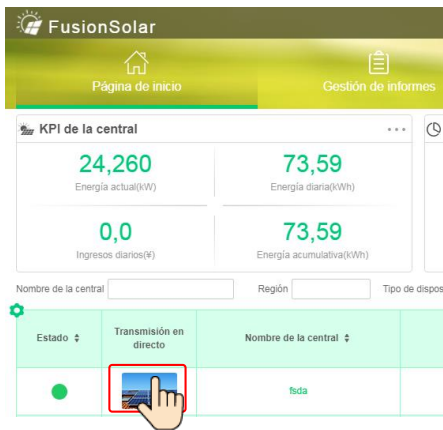 FusionSolar
Página de inicio
Gestión de informes
KPI de la central
24,260
73,59
Energía actual(kW)
Energía diaria(kWh)
0,0
73,59
Ingresos diarios(¥)
Energía acumulativa(kWh)
Nombre de la central
Región
Tipo de dispos
Estado
Transmisión en
directo
Nombre de la central
fsda